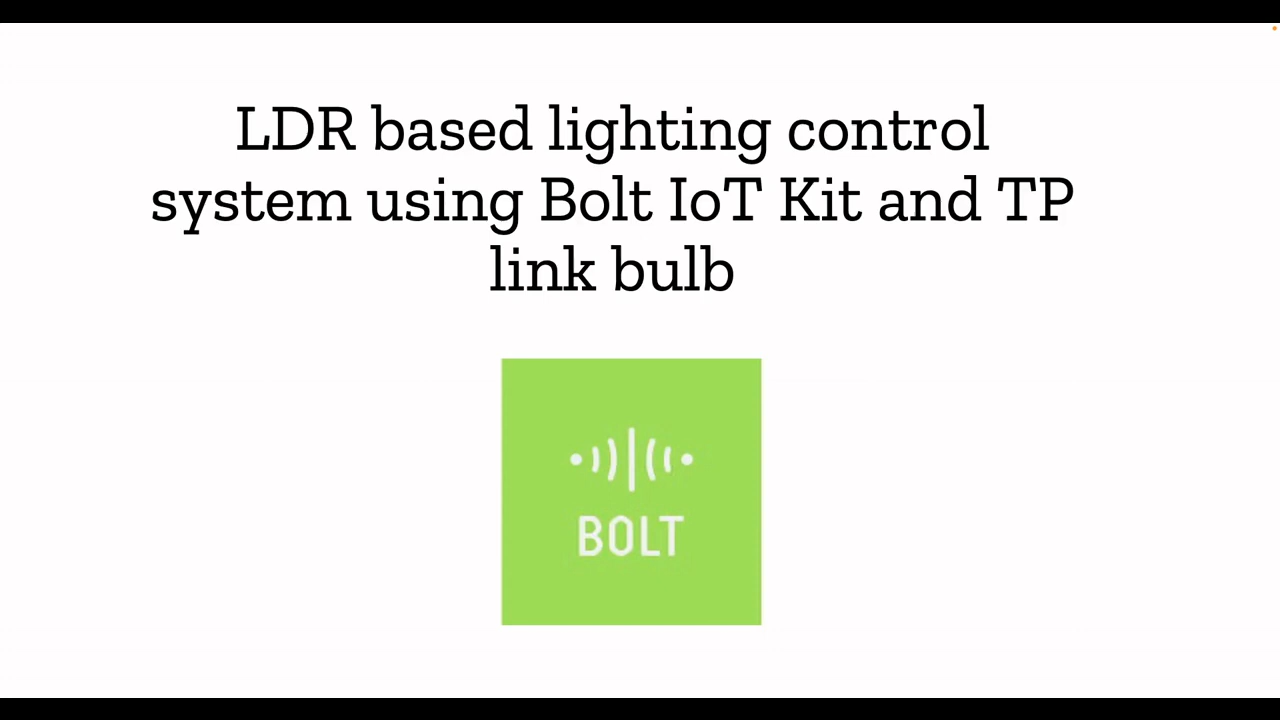 LDR based lighting control
system using Bolt IoT Kit and TP
link bulb
BOLT